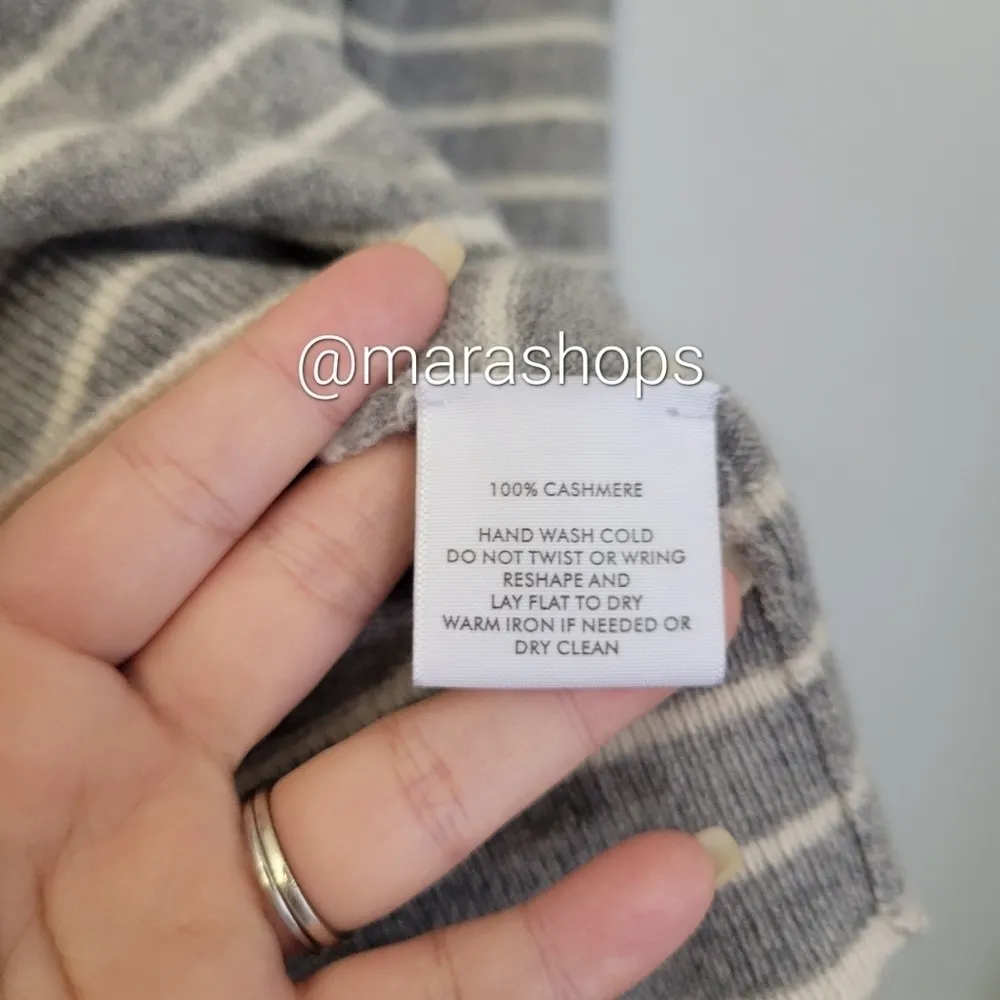 @marashops
100% CASHMERE
HAND WASH COLD
DO NOT TWIST OR WRING
RESHAPE AND
LAY FLAT TO DRY
WARM IRON IF NEEDED OR
DRY CLEAN